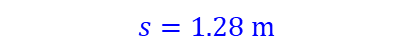 s = 1.28 m